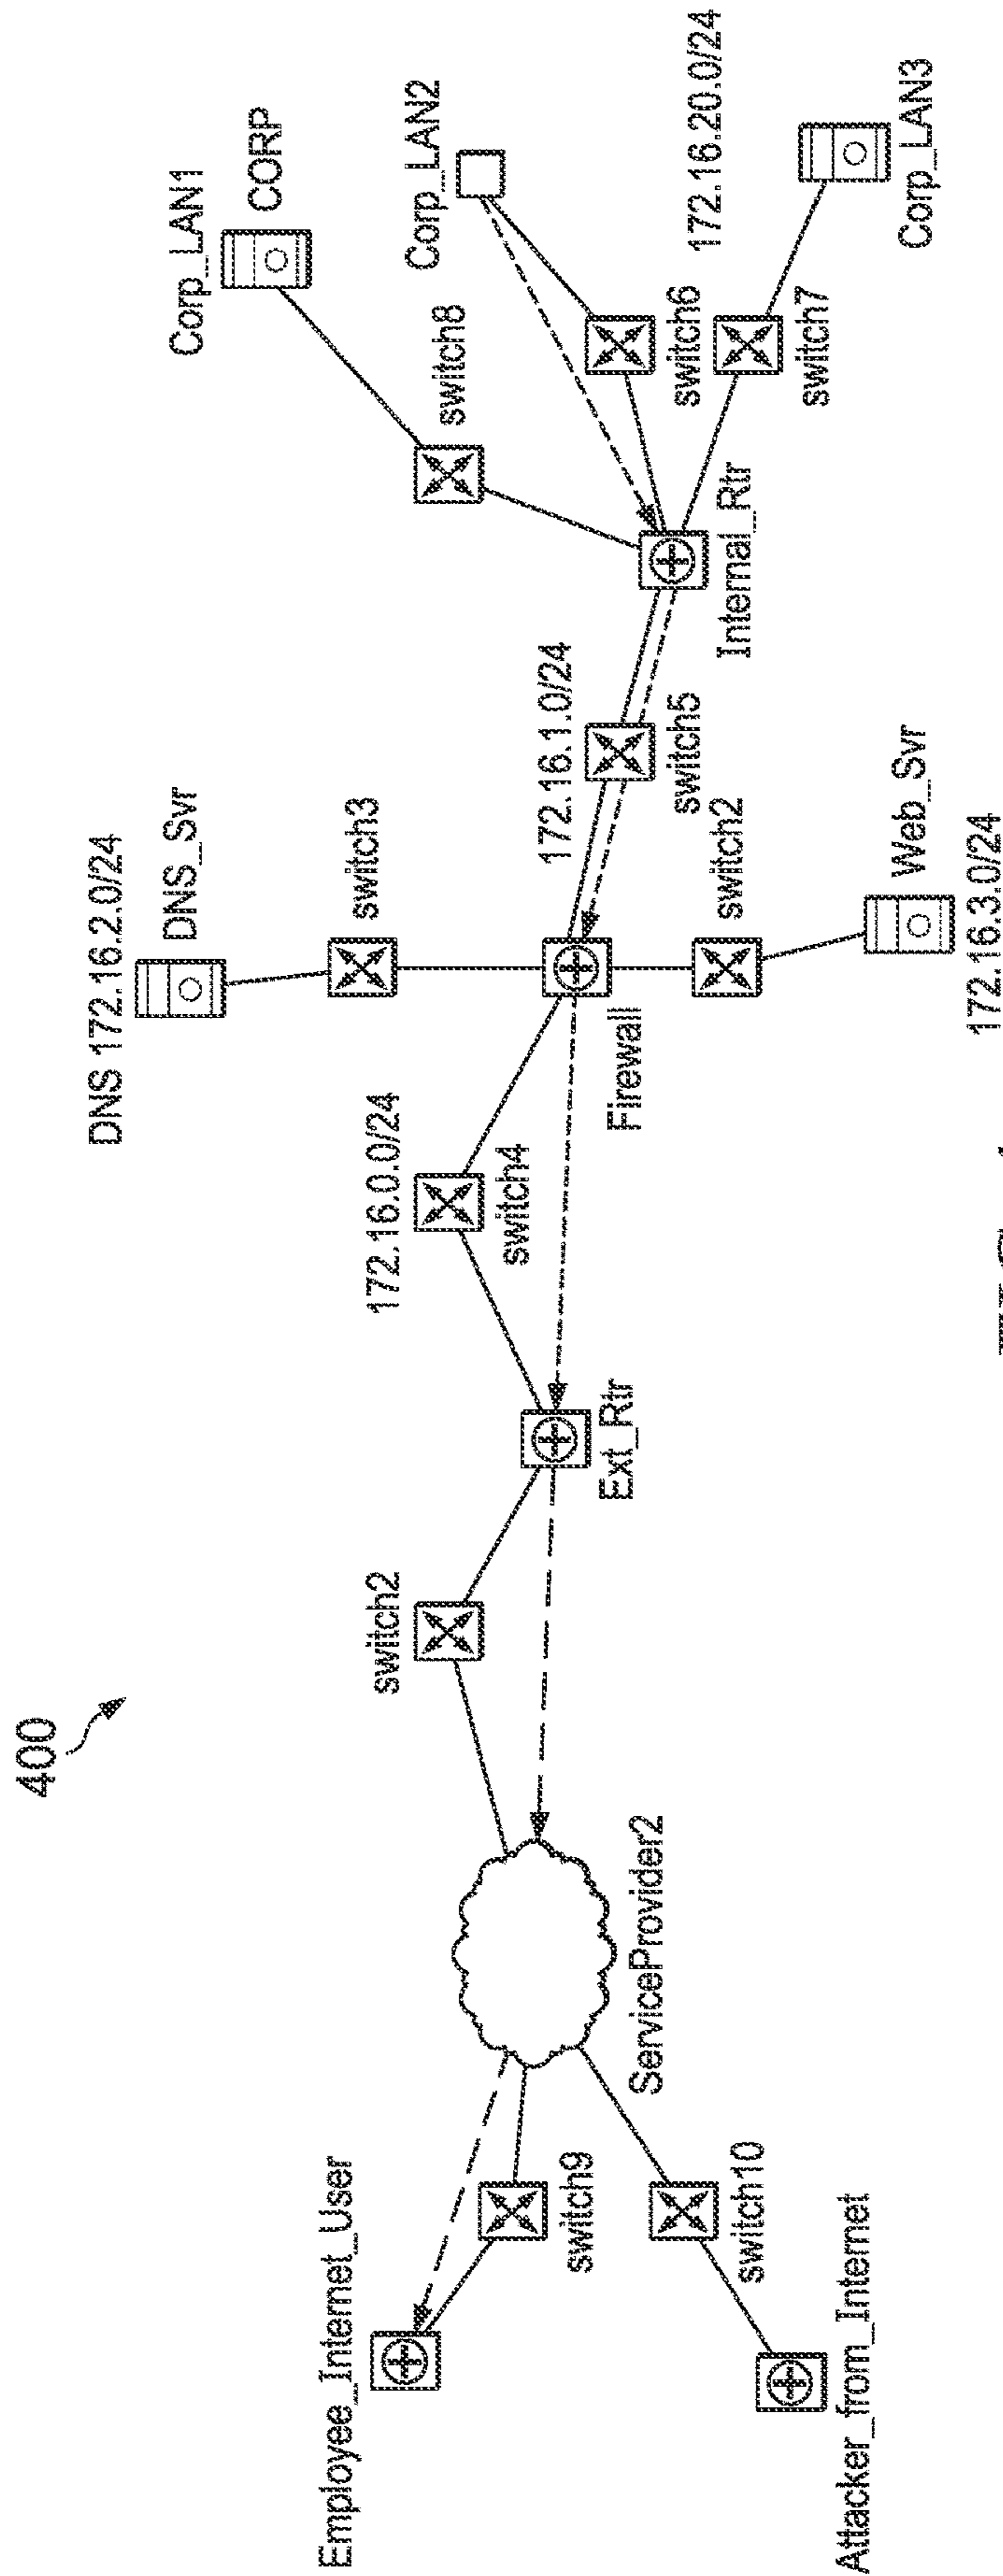 400
Employee_Internet_User
switch9
switch10
Attacker_from_Internet
ServiceProvider2
switch2
Ext_Rtr
172.16.0.0/24
switch4
DNS 172.16.2.0/24
DNS_Svr
switch3
Firewall
switch2
Web_Svr
172.16.3.0/24
172.16.1.0/24
switch5
Internal_Rtr
switch8
Corp_LAN1
CORP
Corp_LAN2
switch6
switch7
172.16.20.0/24
Corp_LAN3